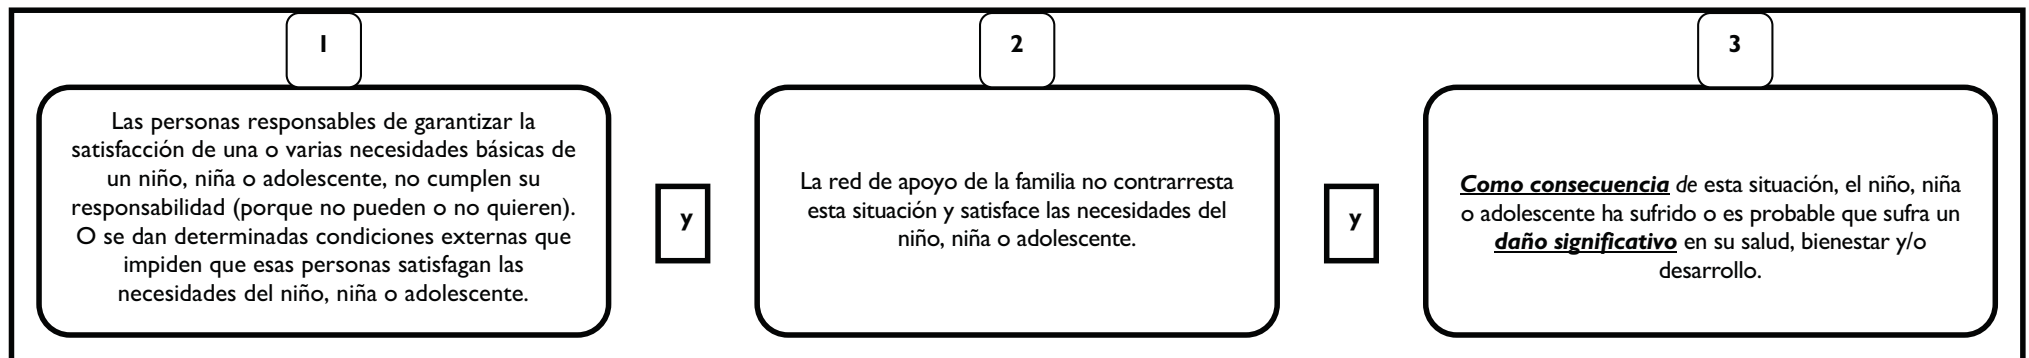 1
Las personas responsables de garantizar la
satisfacción de una o varias necesidades básicas de
un niño, niña o adolescente, no cumplen su
responsabilidad (porque no pueden o no quieren).
O se dan determinadas condiciones externas que
impiden que esas personas satisfagan las
necesidades del niño, niña o adolescente.
y
2
La red de apoyo de la familia no contrarresta
esta situación y satisface las necesidades del
niño, niña o adolescente.
y
3
Como consecuencia de esta situación, el niño, niña
o adolescente ha sufrido o es probable que sufra un
daño significativo en su salud, bienestar y/o
desarrollo.